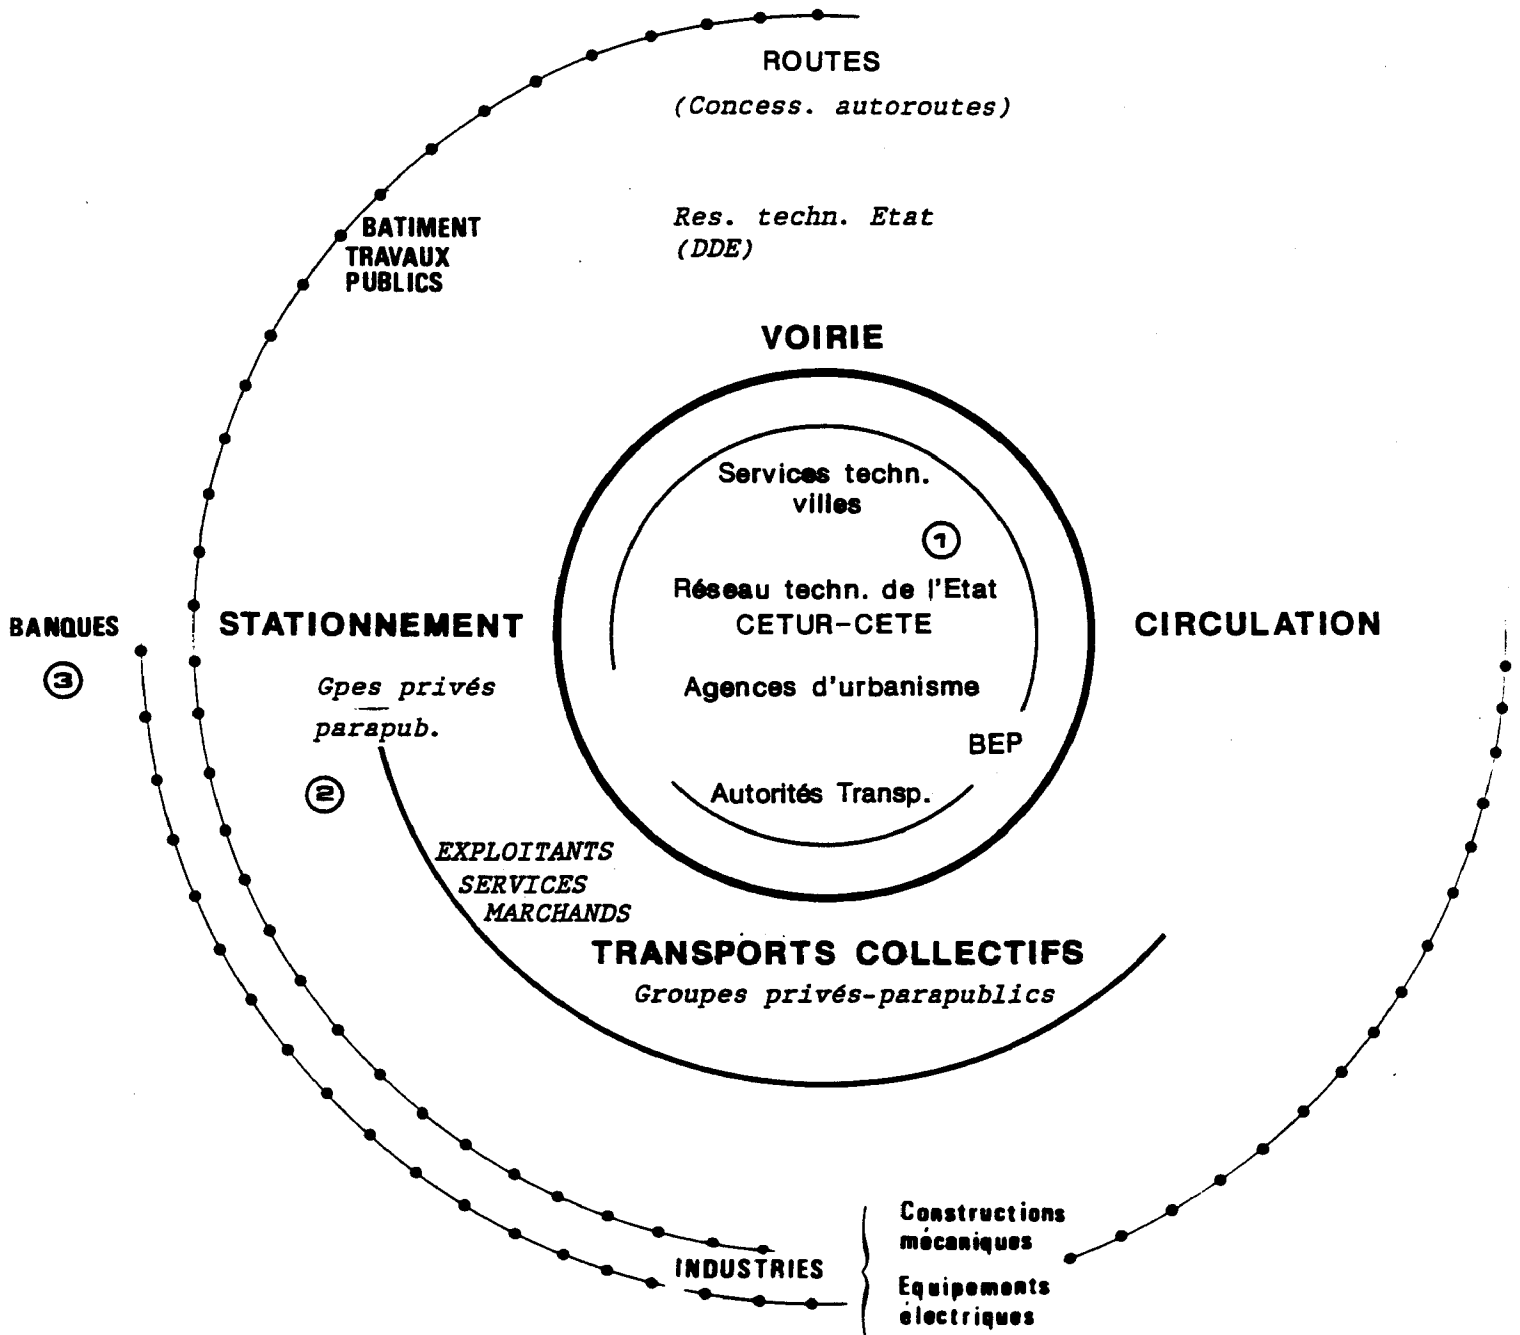 ROUTES
(Concess. autoroutes)
Res. techn. Etat
(DDE)
BATIMENT
TRAVAUX
PUBLICS
VOIRIE
Services techn.
villes
1
Réseau techn. de l'Etat
CETUR-CETE
Agences d'urbanisme
BEP
Autorités Transp.
BANQUES
3
STATIONNEMENT
Gpes privés
parapub.
2
CIRCULATION
EXPLOITANTS
SERVICES
MARCHANDS
TRANSPORTS COLLECTIFS
Groupes privés-parapublics
INDUSTRIES
Constructions
mécaniques
Equipements
électriques